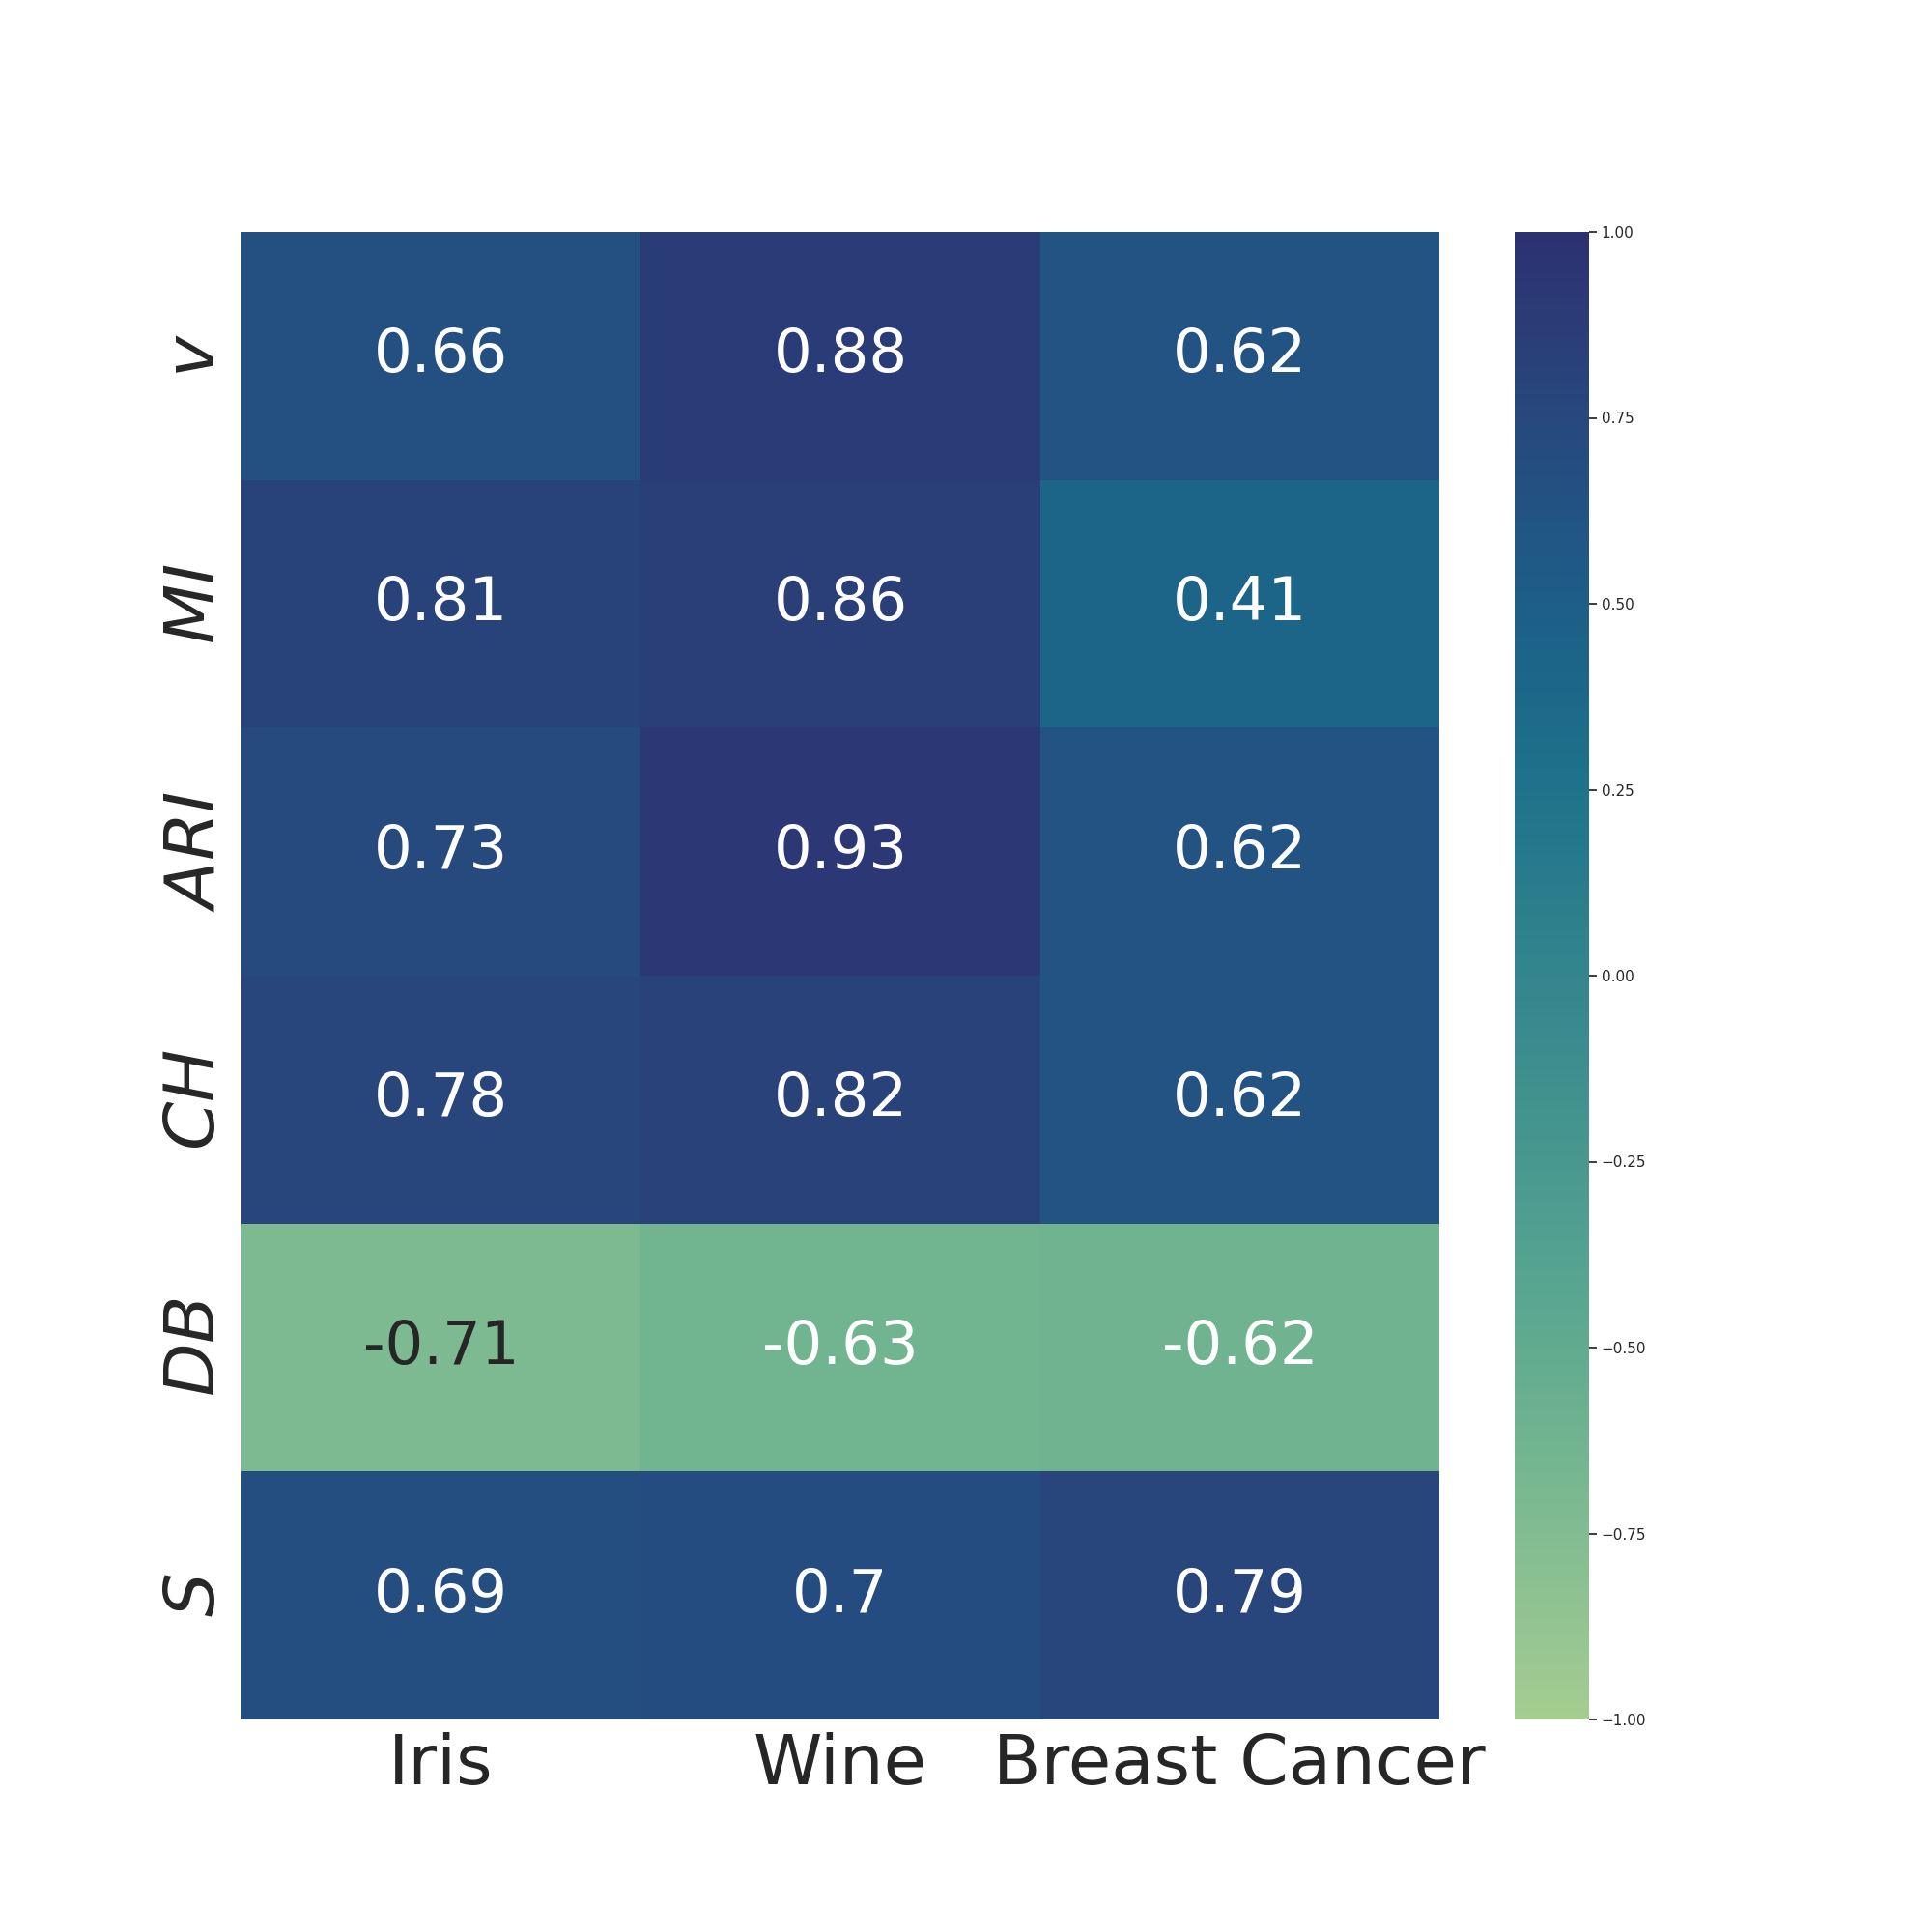 v 0.66 0.88 0.62
MI 0.81 0.86 0.41
ARI 0.73 0.93 0.62
CH 0.78 0.82 0.62
DB -0.71 -0.63 -0.62
S 0.69 0.7 0.79
Iris Wine Breast Cancer
1.00
0.75
0.50
0.25
0.00
−0.25
−0.50
−0.75
−1.00